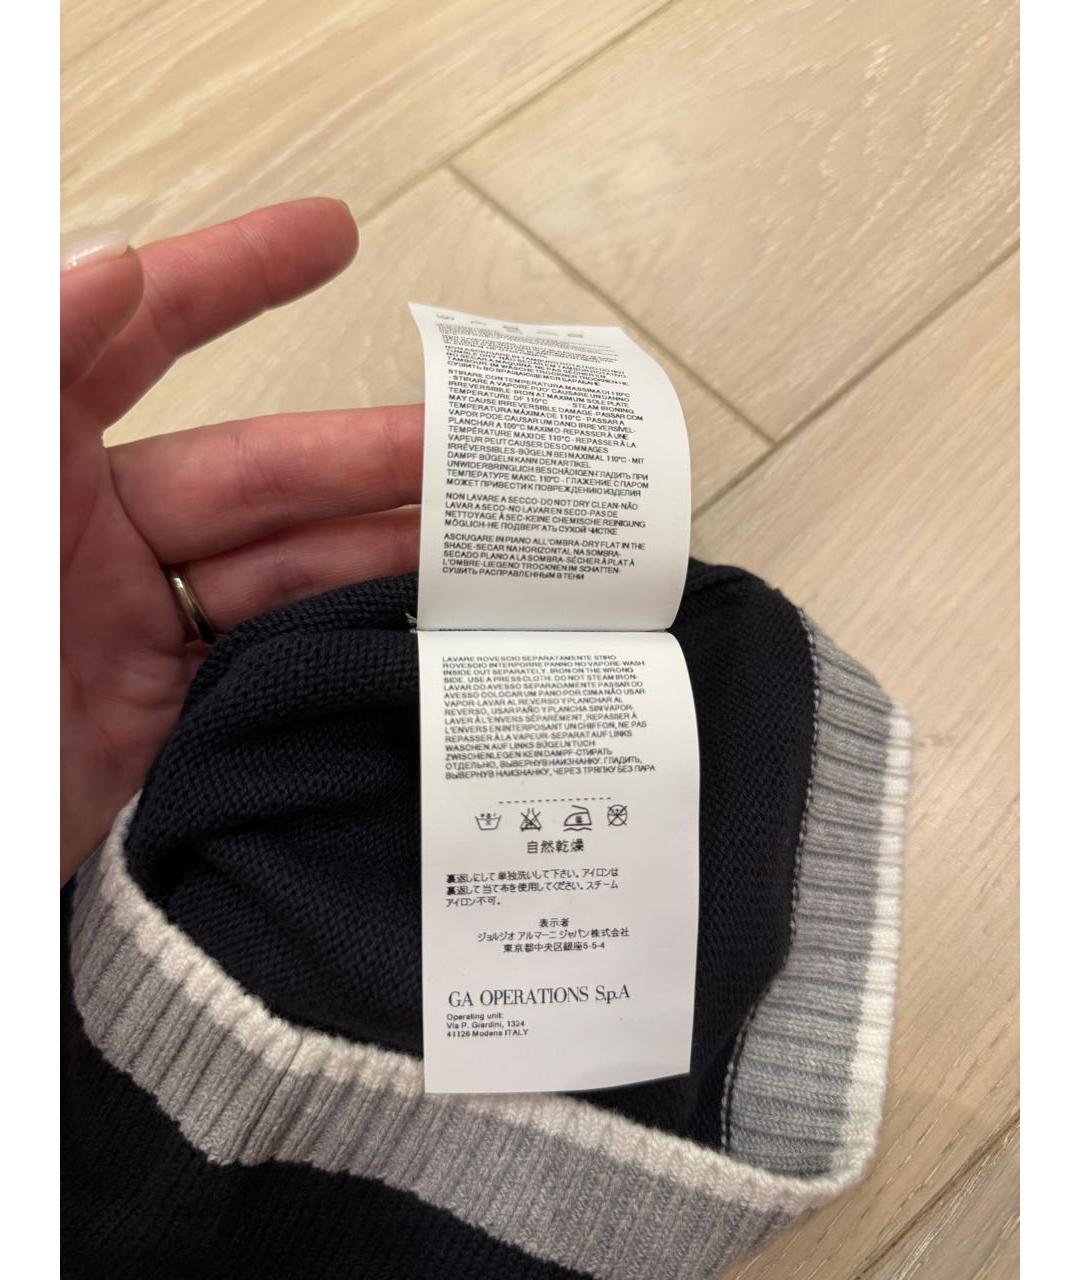 NON LAVARE IN TAMBURO ROTATIVO-DO NOT
SUSHI
STIRARE CON TEMPERATURA MASSIMA DI 110°C
- STIRARE A VAPORE PUO' CAUSARE UN DANNO
IRREVERSIBILE-IRON AT MAXIMUM SOLE PLATE
TEMPERATURE OF 110°C STEAM IRONING
MAY CAUSE IRREVERSIBLE DAMAGE-PASSAR COM
TEMPERATURA MÁXIMA DE 110°C - PASSAR A
VAPOR PODE CAUSAR UM DANO IRREVERSÍVEL-
PLANCHAR A 100°C MAXIMO-REPASSER À UNE
TEMPÉRATURE MAXI DE 110°C - REPASSER À LA
VAPEUR PEUT CAUSER DES DOMMAGES
IRRÉVERSIBLES-BÜGELN BEI MAXIMAL 110°C - MIT
DAMPF BÜGELN KANN DEN ARTIKEL
UNWIDERBRINGLICH BESCHÄDIGEN-ГЛАДИТЬ ПРИ
ТЕМПЕРАТУРЕ МАКС. 110°C - ГЛАЖЕНИЕ С ПАРОМ
МОЖЕТ ПРИВЕСТИ К ПОВРЕЖДЕНИЮ ИЗДЕЛИЯ
NON LAVARE A SECCO-DO NOT DRY CLEAN-NÃO
LAVAR A SECO-NO LAVAR EN SECO-PAS DE
NETTOYAGE À SEC-KEINE CHEMISCHE REINIGUNG
MÖGLICH-НЕ ПОДВЕРГАТЬ СУХОЙ ЧИСТКЕ
ASCIUGARE IN PIANO ALL'OMBRA-DRY FLAT IN THE
SHADE-SECAR NA HORIZONTAL NA SOMBRA-
SECADO PLANO A LA SOMBRA-SÉCHER À PLAT À
L'OMBRE-LIEGEND TROCKNEN IM SCHATTEN-
СУШИТЬ РАСПРАВЛЕННЫМ В ТЕНИ
LAVARE ROVESCIO SEPARATAMENTE STIRO
ROVESCIO INTERPORRE PANNO NO VAPORE-WASH
INSIDE OUT SEPARATELY. IRON ON THE WRONG
SIDE. USE A PRESS CLOTH. DO NOT STEAM IRON-
LAVAR DO AVESSO SEPARADAMENTE PASSAR DO
AVESSO COLOCAR UM PANO POR CIMA NÃO USAR
VAPOR-LAVAR AL REVERSO Y PLANCHAR AL
REVERSO, USAR PAÑO Y PLANCHA SIN VAPOR-
LAVER À L'ENVERS SÉPARÉMENT, REPASSER À
L'ENVERS EN INTERPOSANT UN CHIFFON, NE PAS
REPASSER À LA VAPEUR-SEPARAT AUF LINKS
WASCHEN AUF LINKS BÜGELN TUCH
ZWISCHENLEGEN KEIN DAMPF-СТИРАТЬ
ОТДЕЛЬНО, ВЫВЕРНУВ НАИЗНАНКУ. ГЛАДИТЬ,
ВЫВЕРНУВ НАИЗНАНКУ, ЧЕРЕЗ ТРЯПКУ БЕЗ ПАРА
自然乾燥
裏返しにして単独洗いして下さい。アイロンは
裏返して当て布を使用してください。スチーム
アイロン不可。
表示者
ジョルジオ アルマーニ ジャパン株式会社
東京都中央区銀座5-5-4
GA OPERATIONS S.p.A
Operating unit:
Via P. Giardini, 1324
41126 Modena ITALY